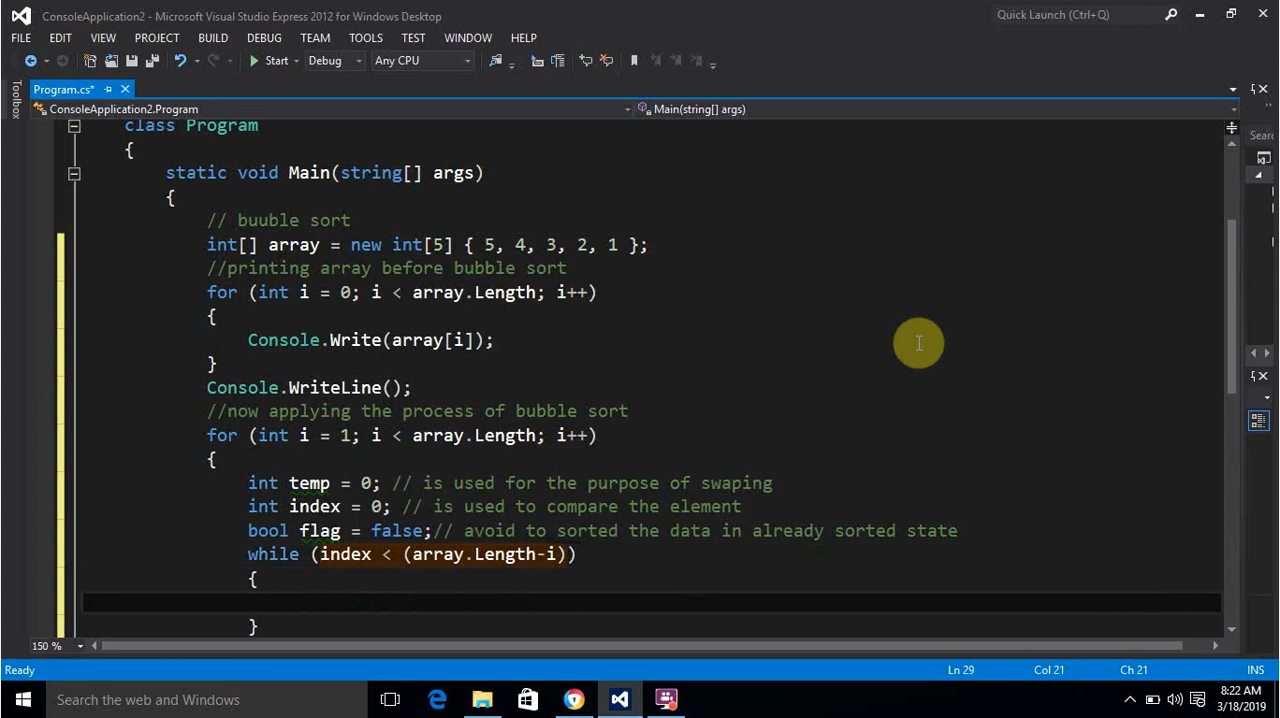 ConsoleApplication2 - Microsoft Visual Studio Express 2012 for Windows Desktop
Quick Launch (Ctrl+Q)
FILE EDIT VIEW PROJECT BUILD DEBUG TEAM TOOLS TEST WINDOW HELP
Start Debug Any CPU
Toolbox
Program.cs*
ConsoleApplication2.Program Main(string[] args)
Searc
class Program
{
static void Main(string[] args)
{
// buuble sort
int[] array = new int[5] { 5, 4, 3, 2, 1 };
//printing array before bubble sort
for (int i = 0; i < array.Length; i++)
{
Console.Write(array[i]);
}
Console.WriteLine();
//now applying the process of bubble sort
for (int i = 1; i < array.Length; i++)
{
int temp = 0; // is used for the purpose of swaping
int index = 0; // is used to compare the element
bool flag = false;// avoid to sorted the data in already sorted state
while (index < (array.Length-i))
{
}
150 %
Ready Ln 29 Col 21 Ch 21 INS
Search the web and Windows
8:22 AM
3/18/2019